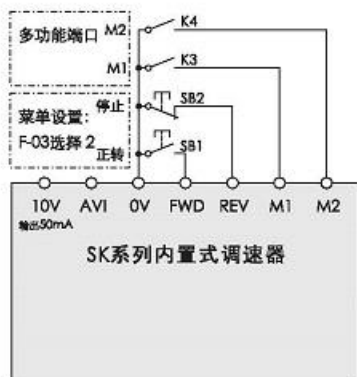 多功能端口
M2
K4
M1
K3
菜单设置:
F-03选择 2
停止
SB2
正转
SB1
10V AVI 0V FWD REV M1 M2
输出50mA
SK系列内置式调速器